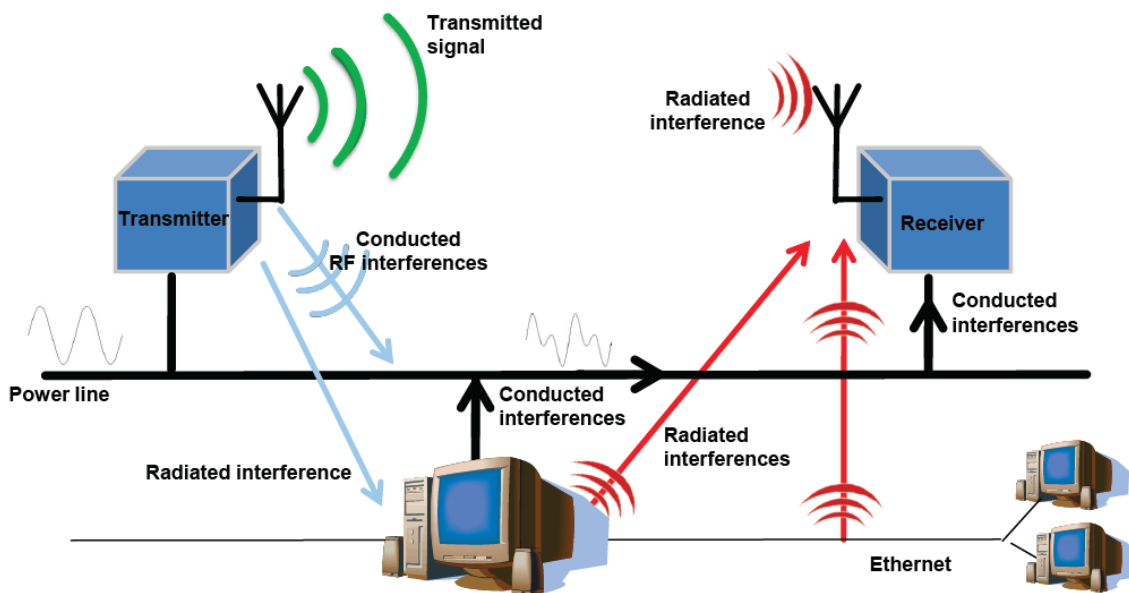 Transmitted
signal
Radiated
interference
Transmitter
Receiver
Conducted
RF interferences
Conducted
interferences
Power line
Conducted
interferences
Radiated
interferences
Radiated interference
Ethernet